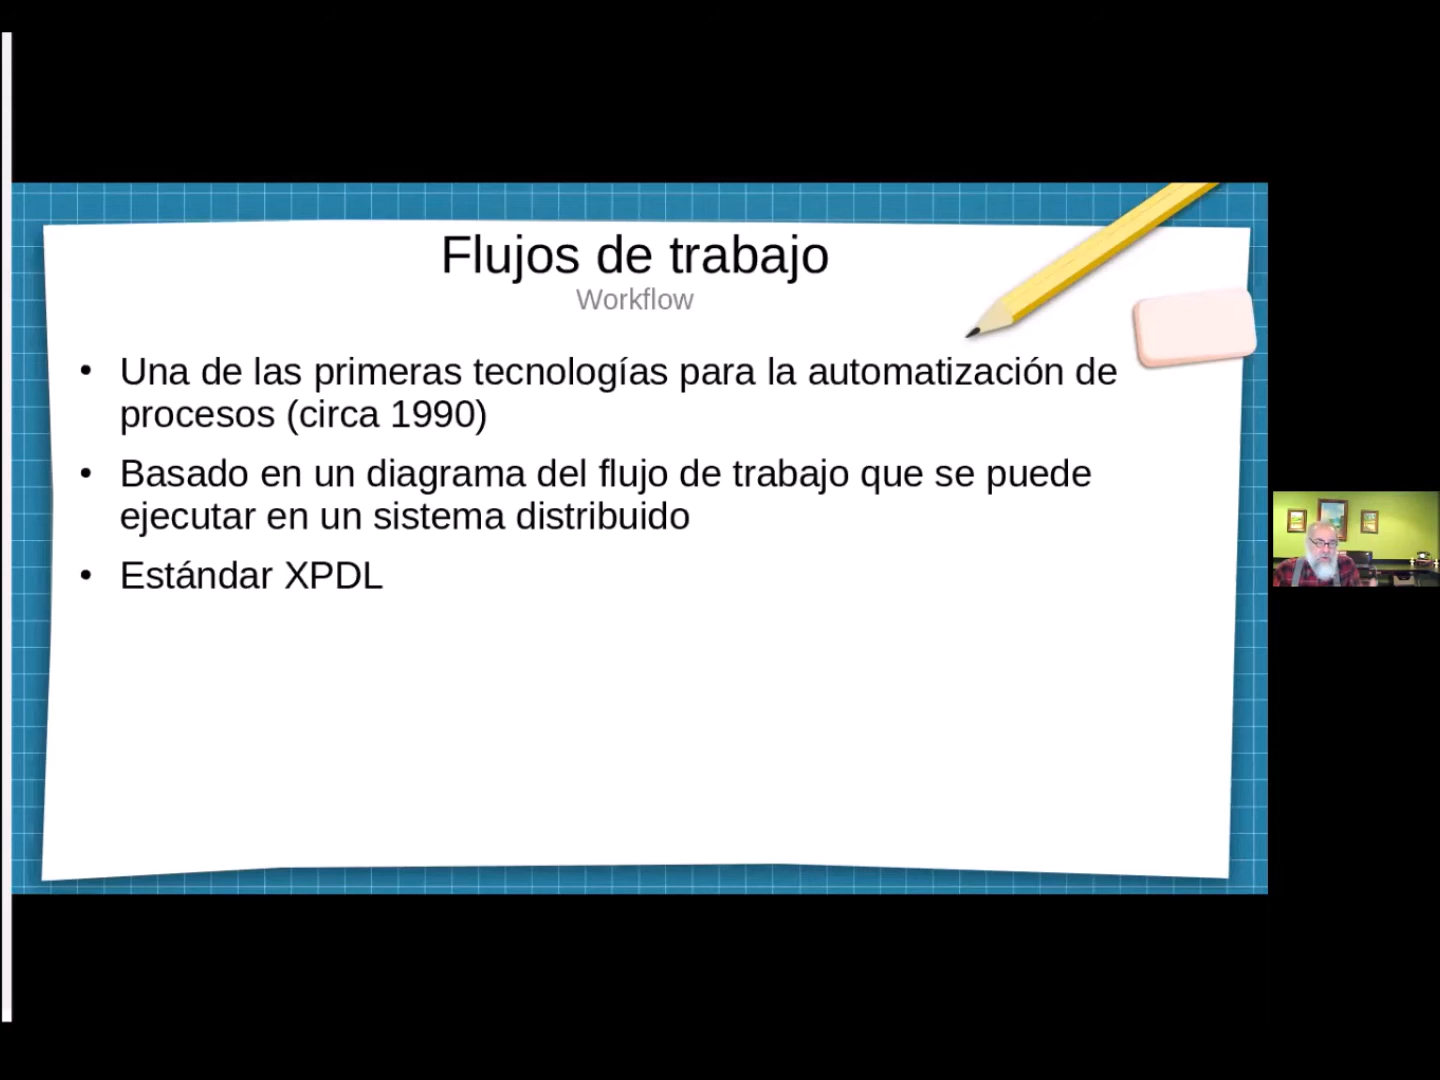 Flujos de trabajo
Workflow
• Una de las primeras tecnologías para la automatización de
procesos (circa 1990)
• Basado en un diagrama del flujo de trabajo que se puede
ejecutar en un sistema distribuido
• Estándar XPDL